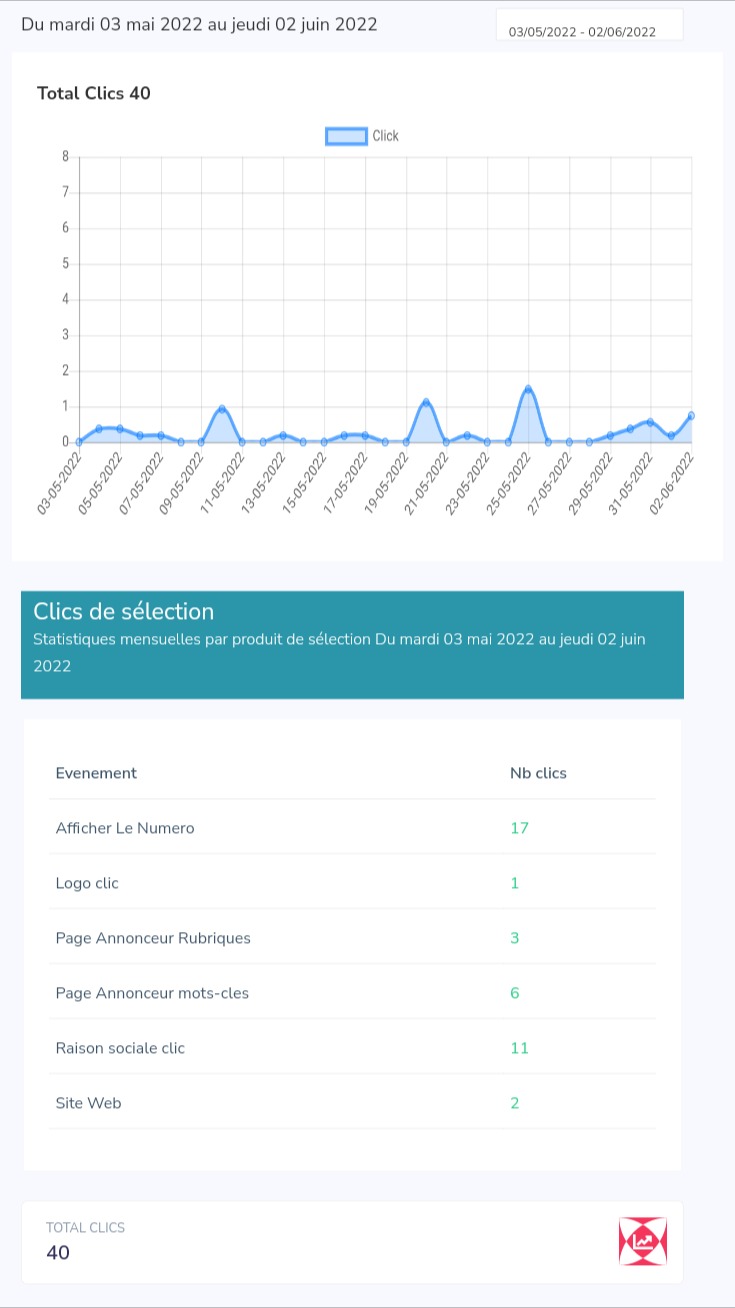 Du mardi 03 mai 2022 au jeudi 02 juin 2022
03/05/2022 - 02/06/2022
Total Clics 40
Click
8
7
6
5
4
3
2
1
0
03-05-2022
05-05-2022
07-05-2022
09-05-2022
11-05-2022
13-05-2022
15-05-2022
17-05-2022
19-05-2022
21-05-2022
23-05-2022
25-05-2022
27-05-2022
29-05-2022
31-05-2022
02-06-2022
Clics de sélection
Statistiques mensuelles par produit de sélection Du mardi 03 mai 2022 au jeudi 02 juin
2022
Evenement Nb clics
Afficher Le Numero 17
Logo clic 1
Page Annonceur Rubriques 3
Page Annonceur mots-cles 6
Raison sociale clic 11
Site Web 2
TOTAL CLICS
40